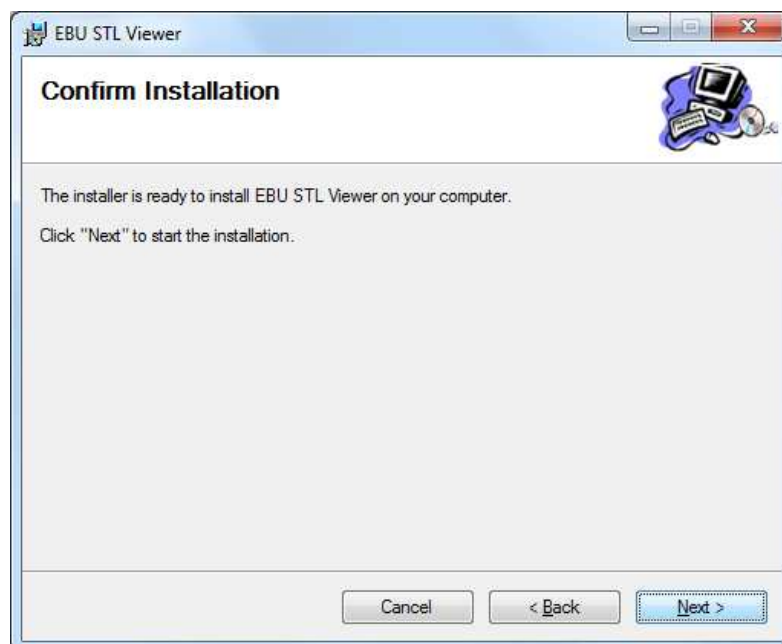 EBU STL Viewer
Confirm Installation
The installer is ready to install EBU STL Viewer on your computer.
Click "Next" to start the installation.
Cancel
< Back
Next >